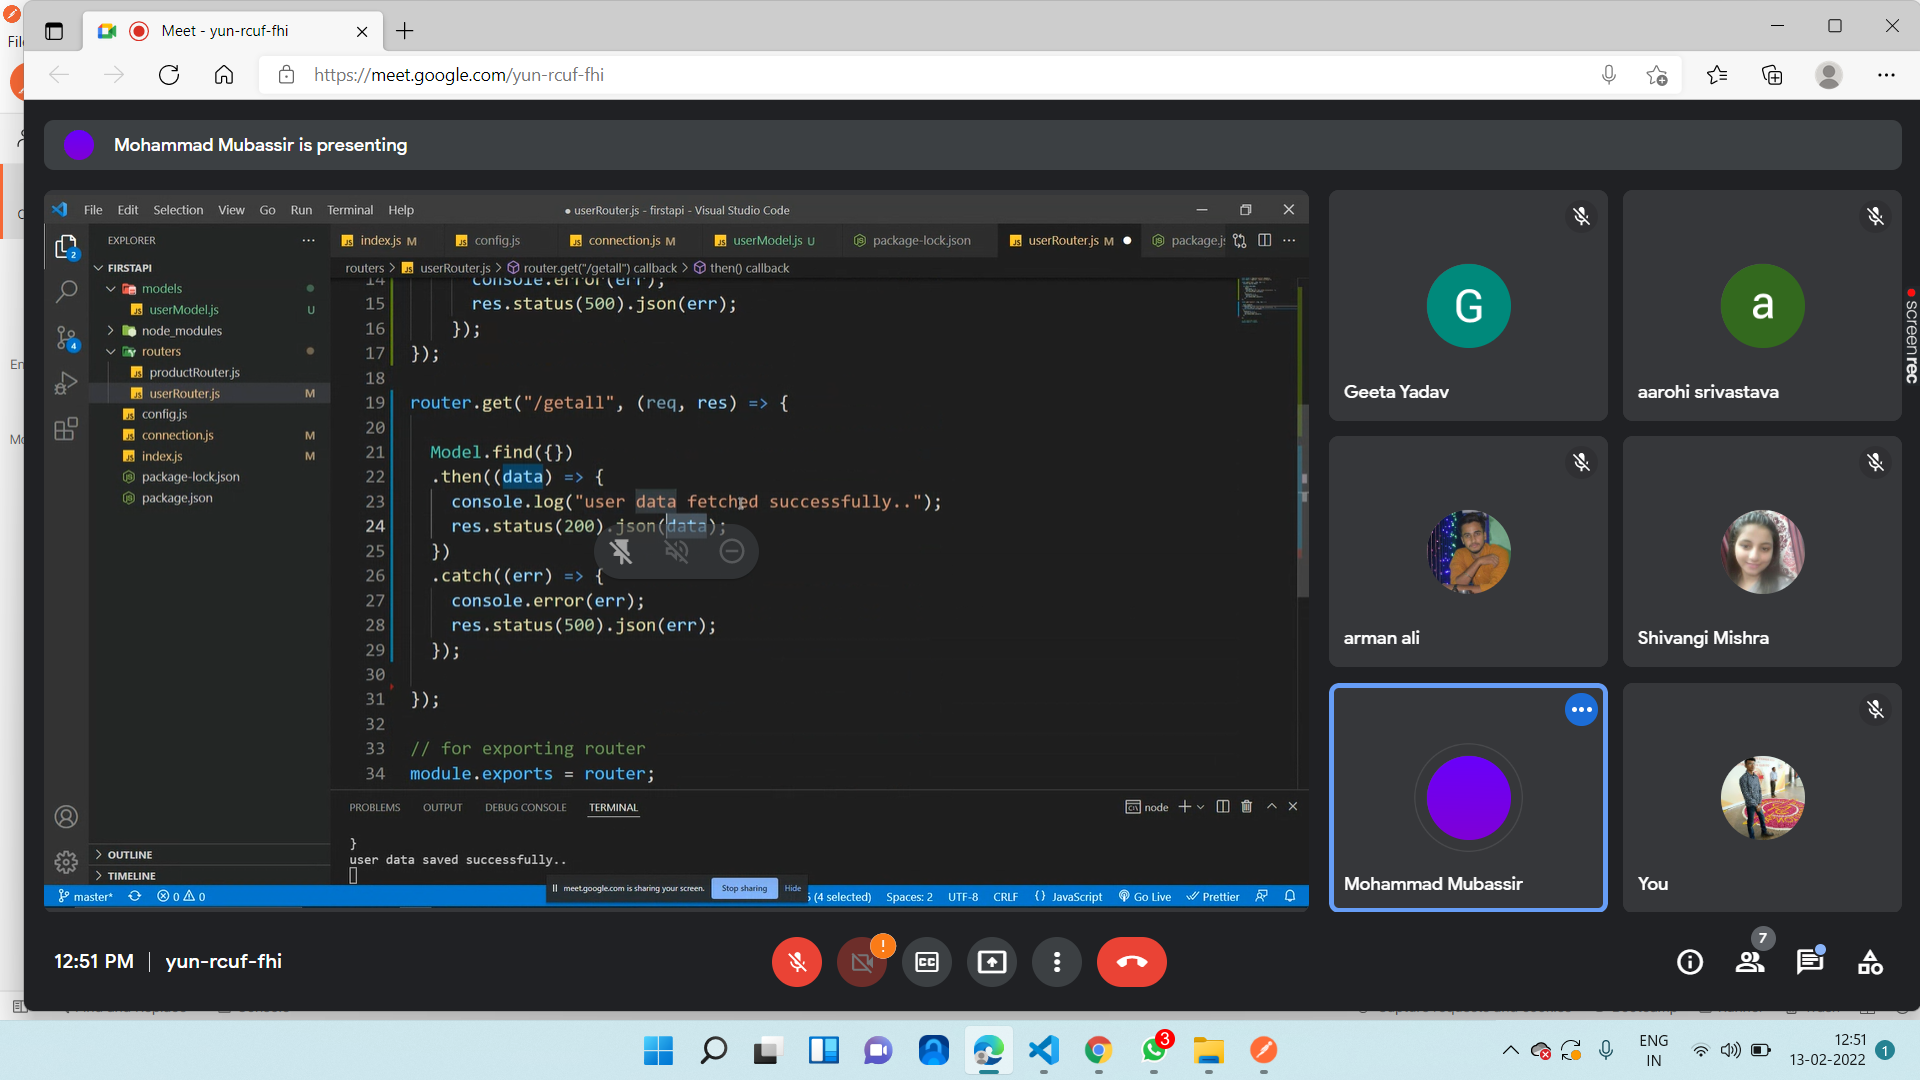 Meet - yun-rcuf-fhi
https://meet.google.com/yun-rcuf-fhi
Mohammad Mubassir is presenting
File Edit Selection View Go Run Terminal Help
● userRouter.js - firstapi - Visual Studio Code
EXPLORER
index.js M
config.js
connection.js M
userModel.js U
package-lock.json
userRouter.js M
package.js
routers > userRouter.js > router.get("/getall") callback > then() callback
FIRSTAPI
models
userModel.js U
node_modules
routers
productRouter.js
userRouter.js M
config.js
connection.js M
index.js M
package-lock.json
package.json
OUTLINE
TIMELINE
2
4
14 console.error(err);
15 res.status(500).json(err);
16 });
17 });
18
19 router.get("/getall", (req, res) => {
20
21 Model.find({})
22 .then((data) => {
23 console.log("user data fetched successfully..");
24 res.status(200).json(data);
25 })
26 .catch((err) => {
27 console.error(err);
28 res.status(500).json(err);
29 });
30
31 });
32
33 // for exporting router
34 module.exports = router;
PROBLEMS OUTPUT DEBUG CONSOLE TERMINAL
node
}
user data saved successfully..
meet.google.com is sharing your screen. Stop sharing Hide
master* 0 0
(4 selected) Spaces: 2 UTF-8 CRLF {} JavaScript Go Live Prettier
G
Geeta Yadav
a
aarohi srivastava
arman ali
Shivangi Mishra
Mohammad Mubassir
You
screenrec
12:51 PM | yun-rcuf-fhi
!
CC
7
3
ENG
IN
12:51
13-02-2022
1